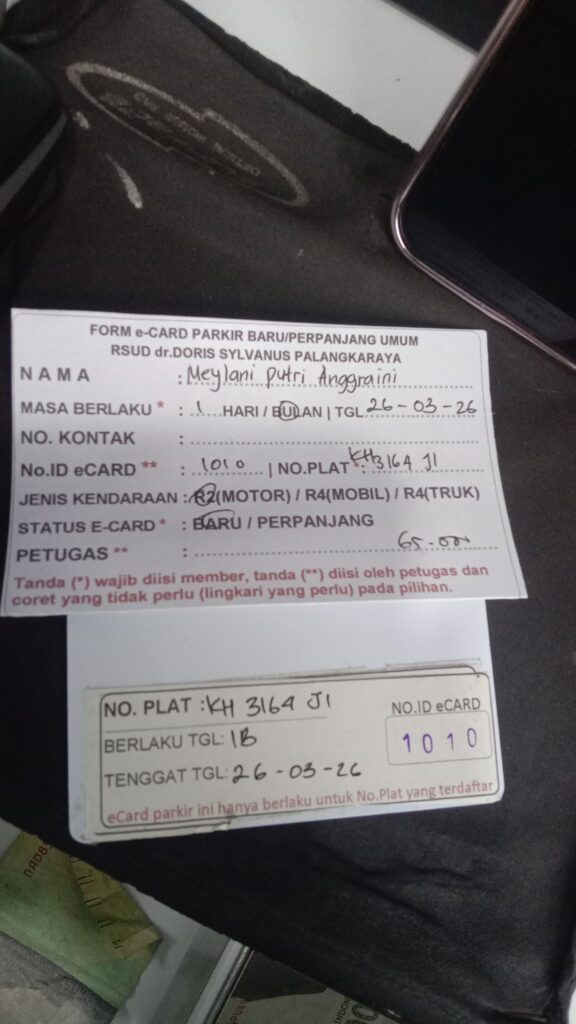 FORM e-CARD PARKIR BARU/PERPANJANG UMUM
RSUD dr.DORIS SYLVANUS PALANGKARAYA
N A M A : Meylani Putri Anggraini
MASA BERLAKU * : 1 HARI / BULAN | TGL 26-03-26
NO. KONTAK :
No.ID eCARD ** : 1010 | NO.PLAT * : KH 3164 JI
JENIS KENDARAAN : R2(MOTOR) / R4(MOBIL) / R4(TRUK)
STATUS E-CARD * : BARU / PERPANJANG
PETUGAS ** : 65.000
Tanda (*) wajib diisi member, tanda (**) diisi oleh petugas dan
coret yang tidak perlu (lingkari yang perlu) pada pilihan.
NO. PLAT : KH 3164 JI
NO.ID eCARD
BERLAKU TGL: 1B
1010
TENGGAT TGL: 26-03-26
eCard parkir ini hanya berlaku untuk No.Plat yang terdaftar